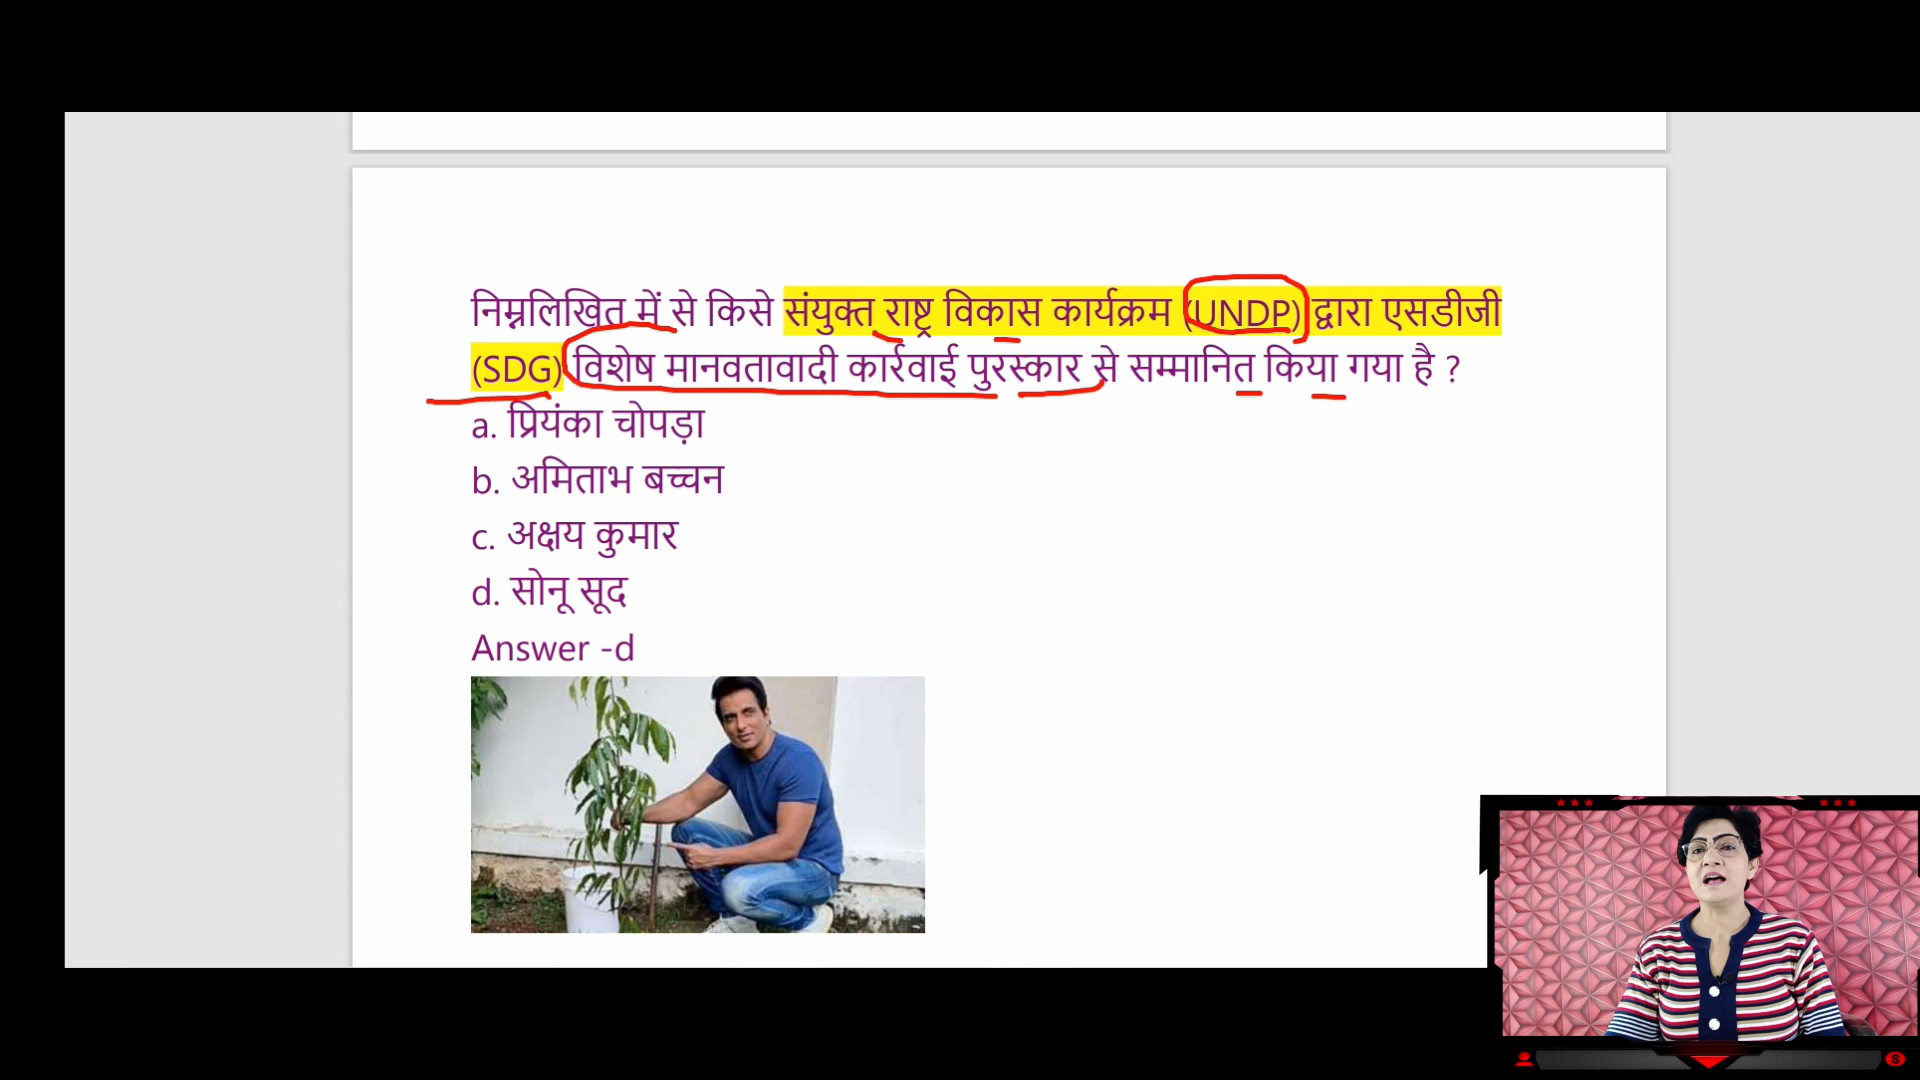 निम्नलिखित में से किसे संयुक्त राष्ट्र विकास कार्यक्रम (UNDP) द्वारा एसडीजी
(SDG) विशेष मानवतावादी कार्रवाई पुरस्कार से सम्मानित किया गया है ?
a. प्रियंका चोपड़ा
b. अमिताभ बच्चन
c. अक्षय कुमार
d. सोनू सूद
Answer -d